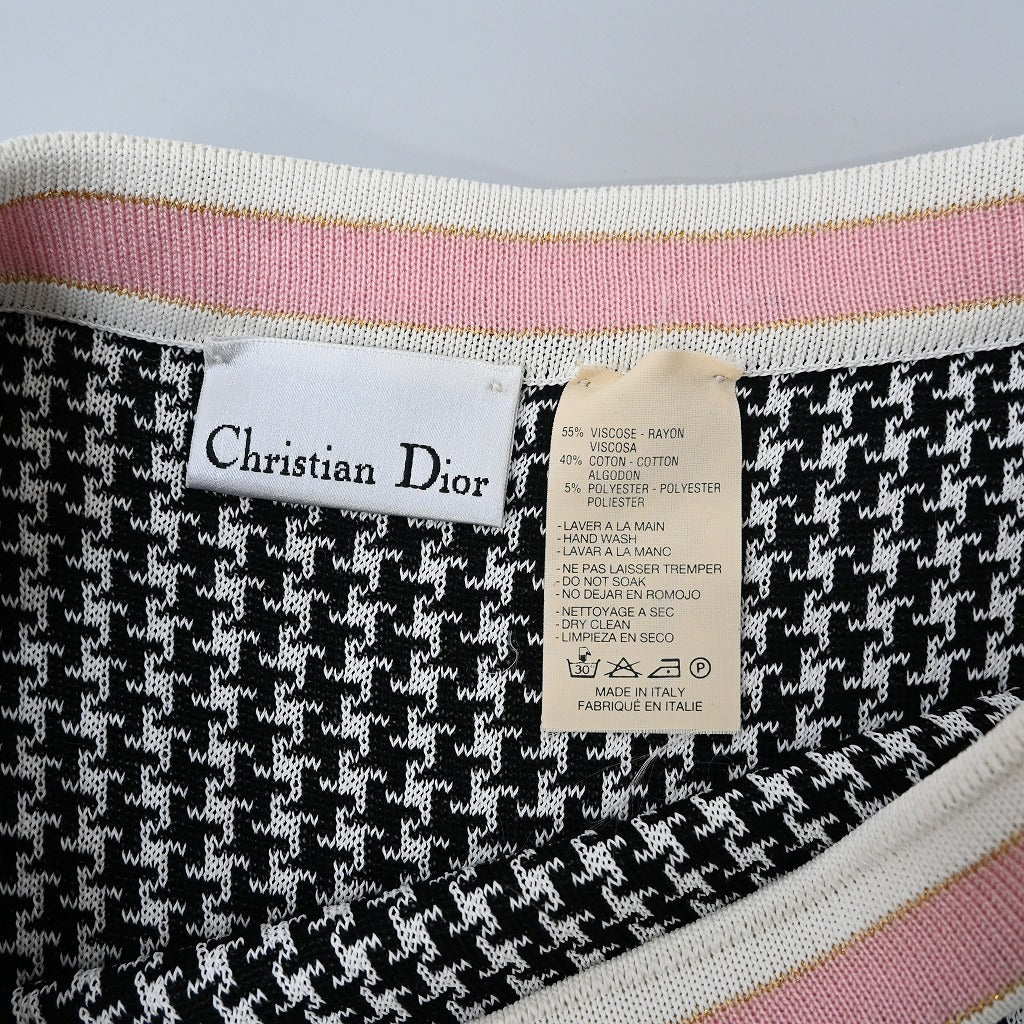 Christian Dior
55% VISCOSE - RAYON
VISCOSA
40% COTON - COTTON
ALGODON
5% POLYESTER - POLYESTER
POLIESTER
- LAVER A LA MAIN
- HAND WASH
- LAVAR A LA MANC
- NE PAS LAISSER TREMPER
- DO NOT SOAK
- NO DEJAR EN ROMOJO
- NETTOYAGE A SEC
- DRY CLEAN
- LIMPIEZA EN SECO
30° P
MADE IN ITALY
FABRIQUÉ EN ITALIE